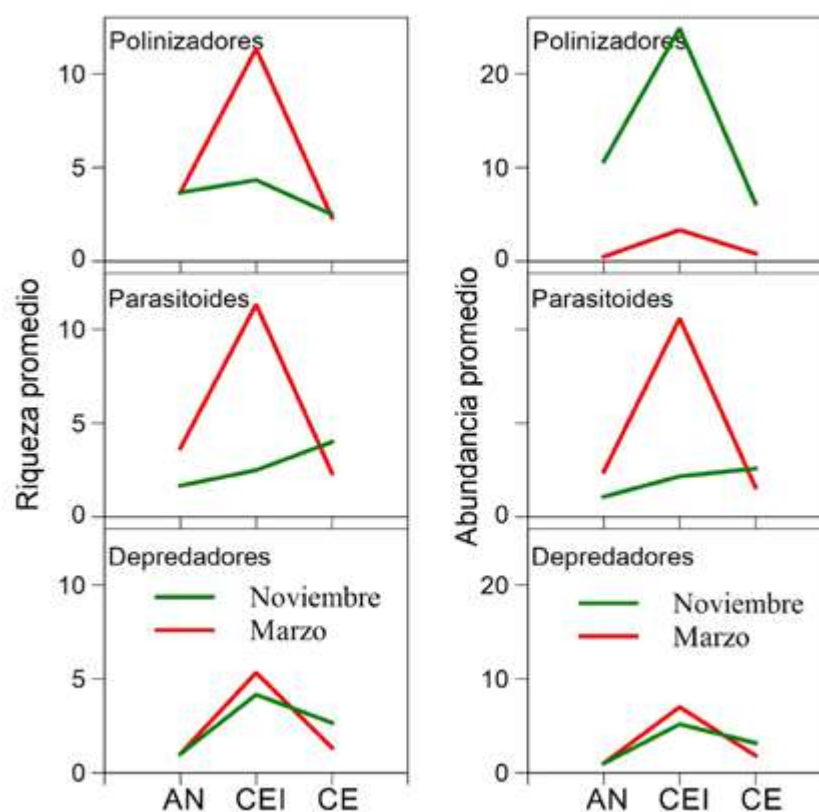 Riqueza promedio
Polinizadores
10
5
0
Parasitoides
10
5
0
Depredadores
Noviembre
Marzo
10
5
0
AN CEI CE
Abundancia promedio
Polinizadores
20
10
0
Parasitoides
0
Depredadores
Noviembre
Marzo
20
10
0
AN CEI CE